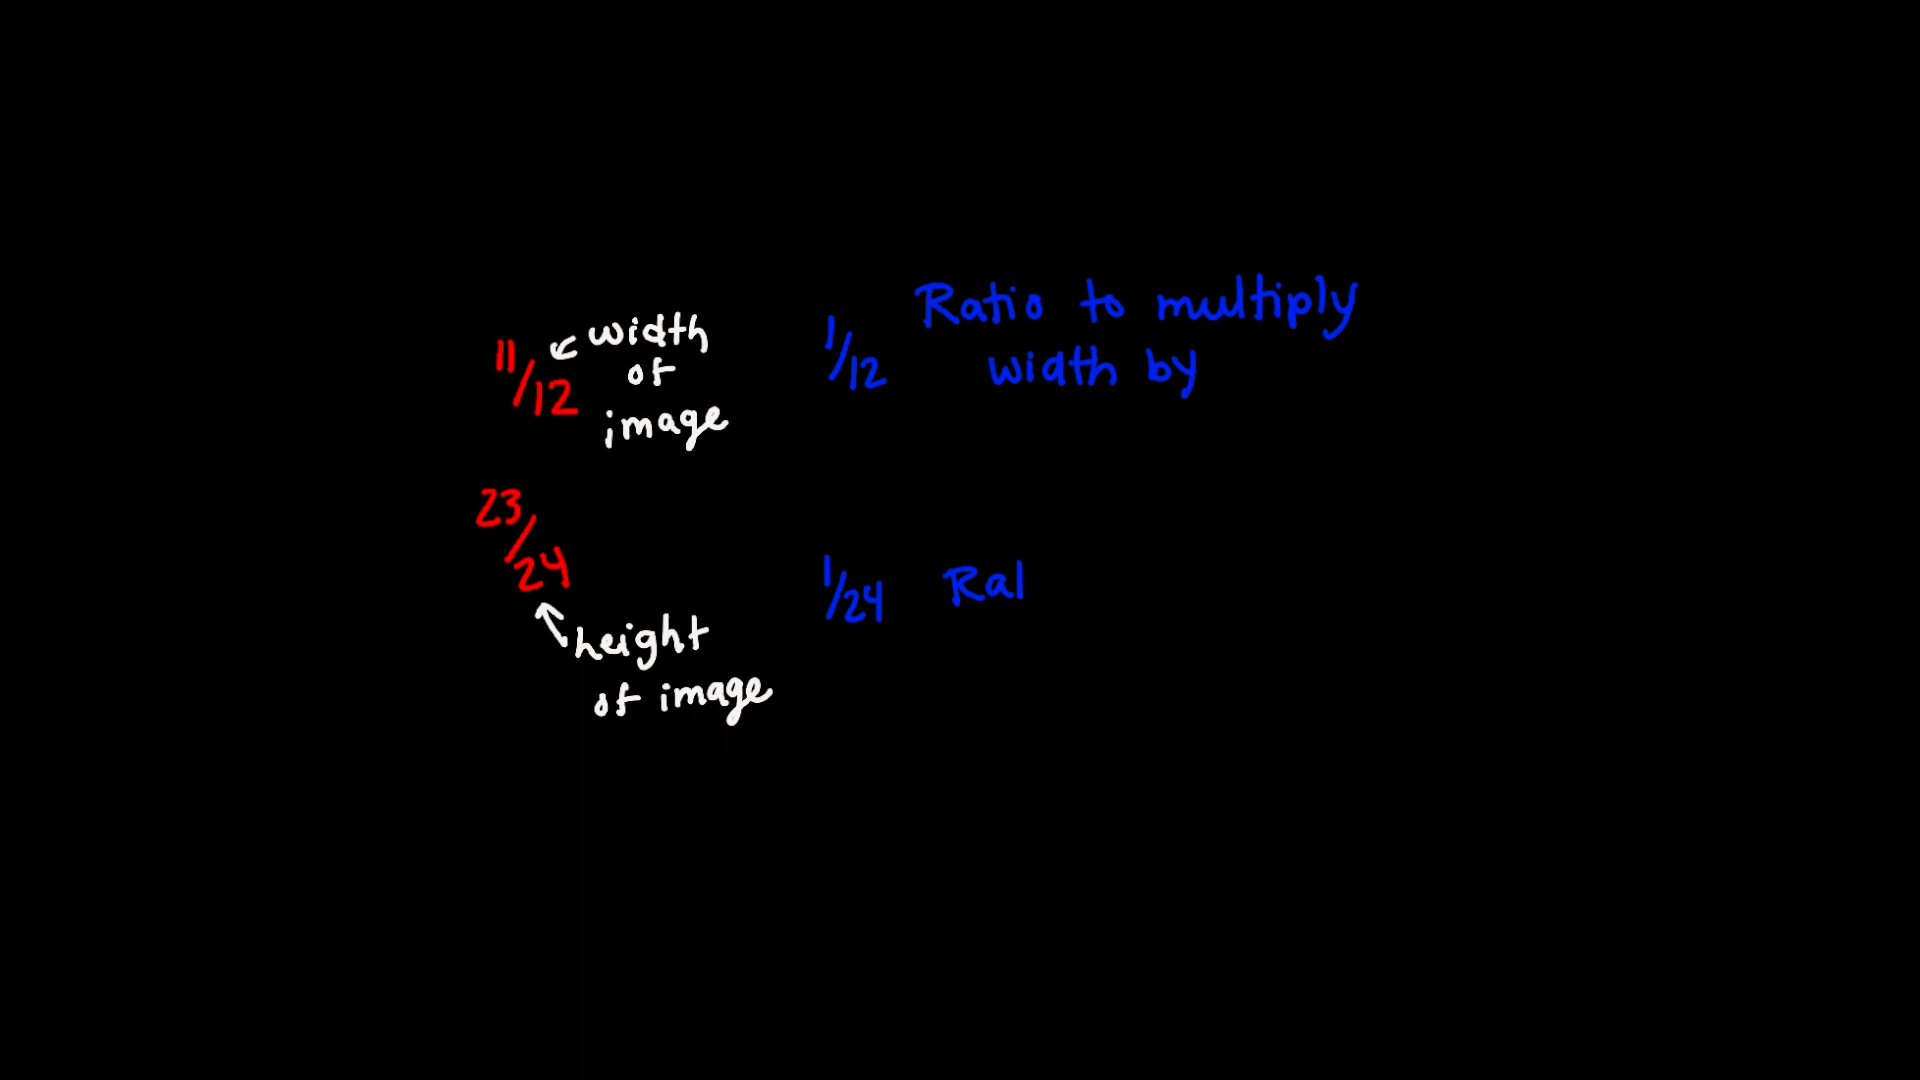 11/12 width
of
image
1/12 Ratio to multiply
width by
23/24
height
of image
1/24 Ral